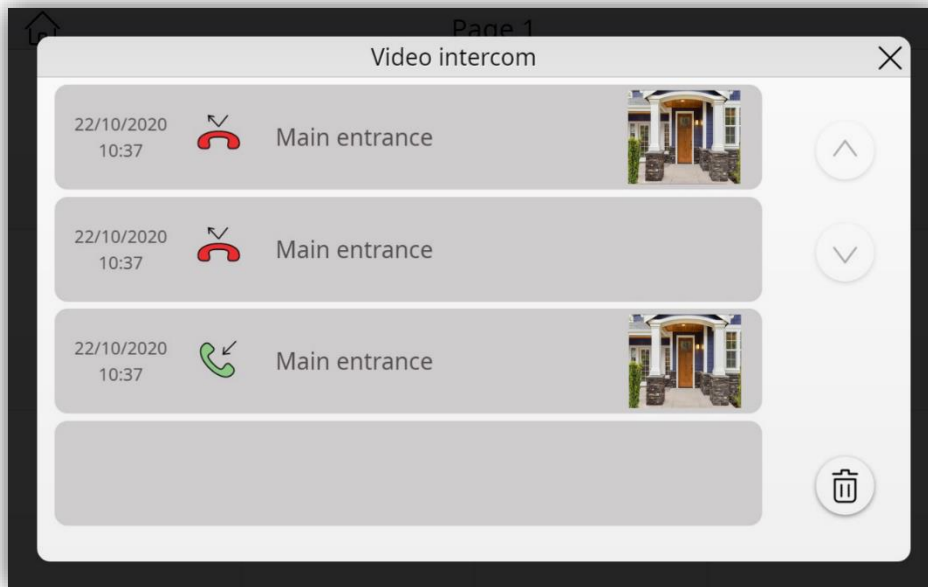 Page 1
Video intercom
22/10/2020
10:37
Main entrance
22/10/2020
10:37
Main entrance
22/10/2020
10:37
Main entrance